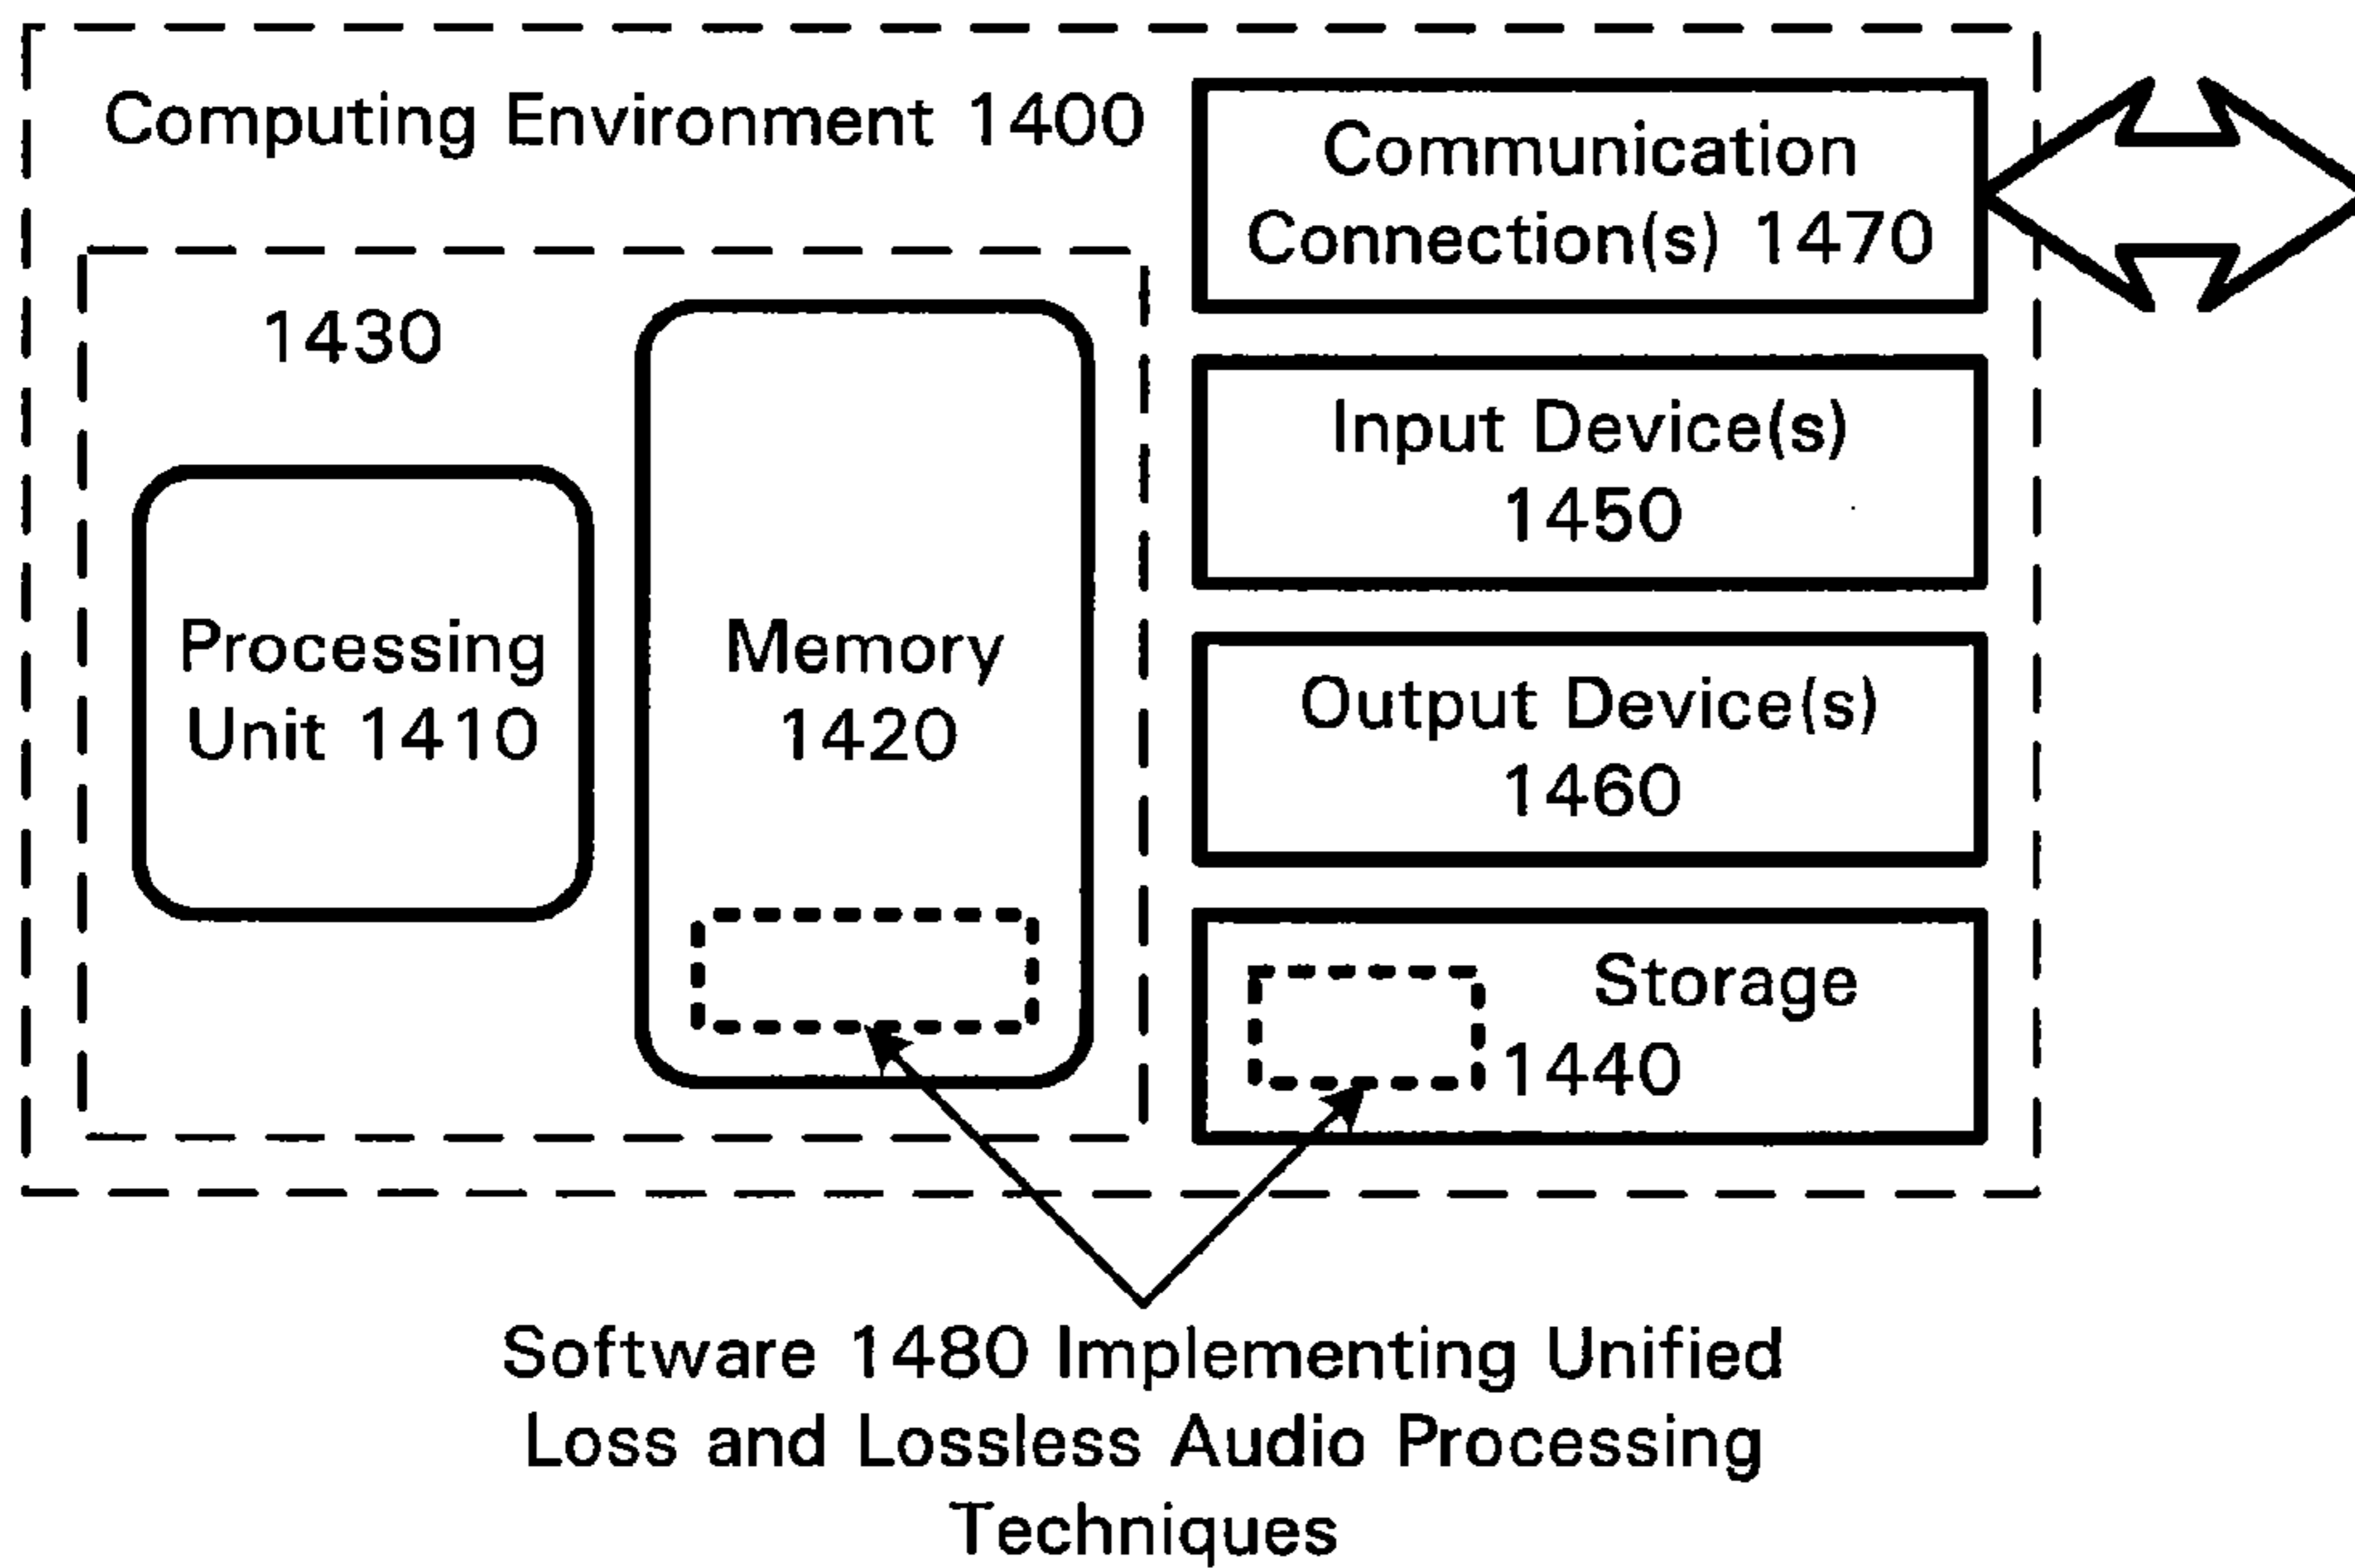 Computing Environment 1400
Communication
Connection(s) 1470
1430
Input Device(s)
1450
Processing
Unit 1410
Memory
1420
Output Device(s)
1460
Storage
1440
Software 1480 Implementing Unified
Loss and Lossless Audio Processing
Techniques